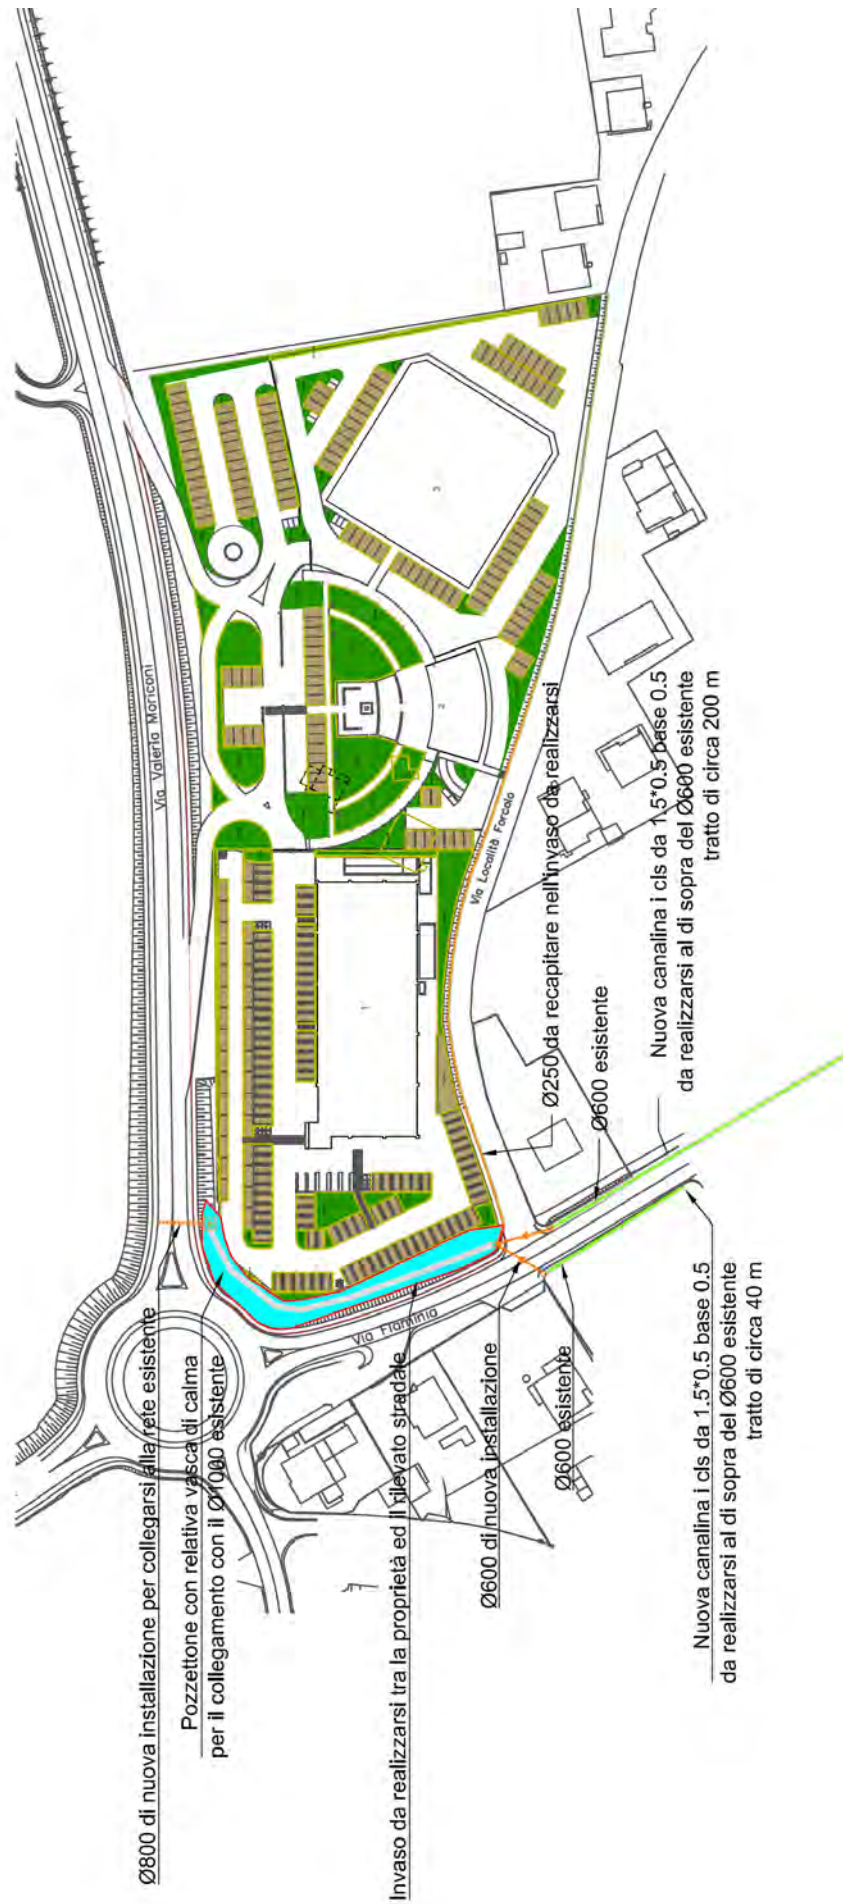 Ø800 di nuova installazione per collegarsi alla rete esistente
Pozzettone con relativa vasca di calma
per il collegamento con il Ø1000 esistente
Invaso da realizzarsi tra la proprietà ed il rilevato stradale
Ø600 di nuova installazione
Ø600 esistente
Nuova canalina i cls da 1.5*0.5 base 0.5
da realizzarsi al di sopra del Ø600 esistente
tratto di circa 40 m
Via Valeria Moriconi
Via Flaminia
Via Località Forcolo
Ø250 da recapitare nell'invaso da realizzarsi
Ø600 esistente
Nuova canalina i cls da 1.5*0.5 base 0.5
da realizzarsi al di sopra del Ø600 esistente
tratto di circa 200 m
1
2
3
4